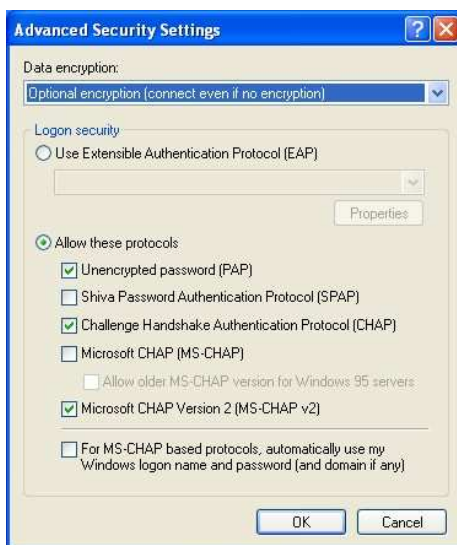 Advanced Security Settings
Data encryption:
Optional encryption (connect even if no encryption)
Logon security
Use Extensible Authentication Protocol (EAP)
Properties
Allow these protocols
Unencrypted password (PAP)
Shiva Password Authentication Protocol (SPAP)
Challenge Handshake Authentication Protocol (CHAP)
Microsoft CHAP (MS-CHAP)
Allow older MS-CHAP version for Windows 95 servers
Microsoft CHAP Version 2 (MS-CHAP v2)
For MS-CHAP based protocols, automatically use my
Windows logon name and password (and domain if any)
OK Cancel